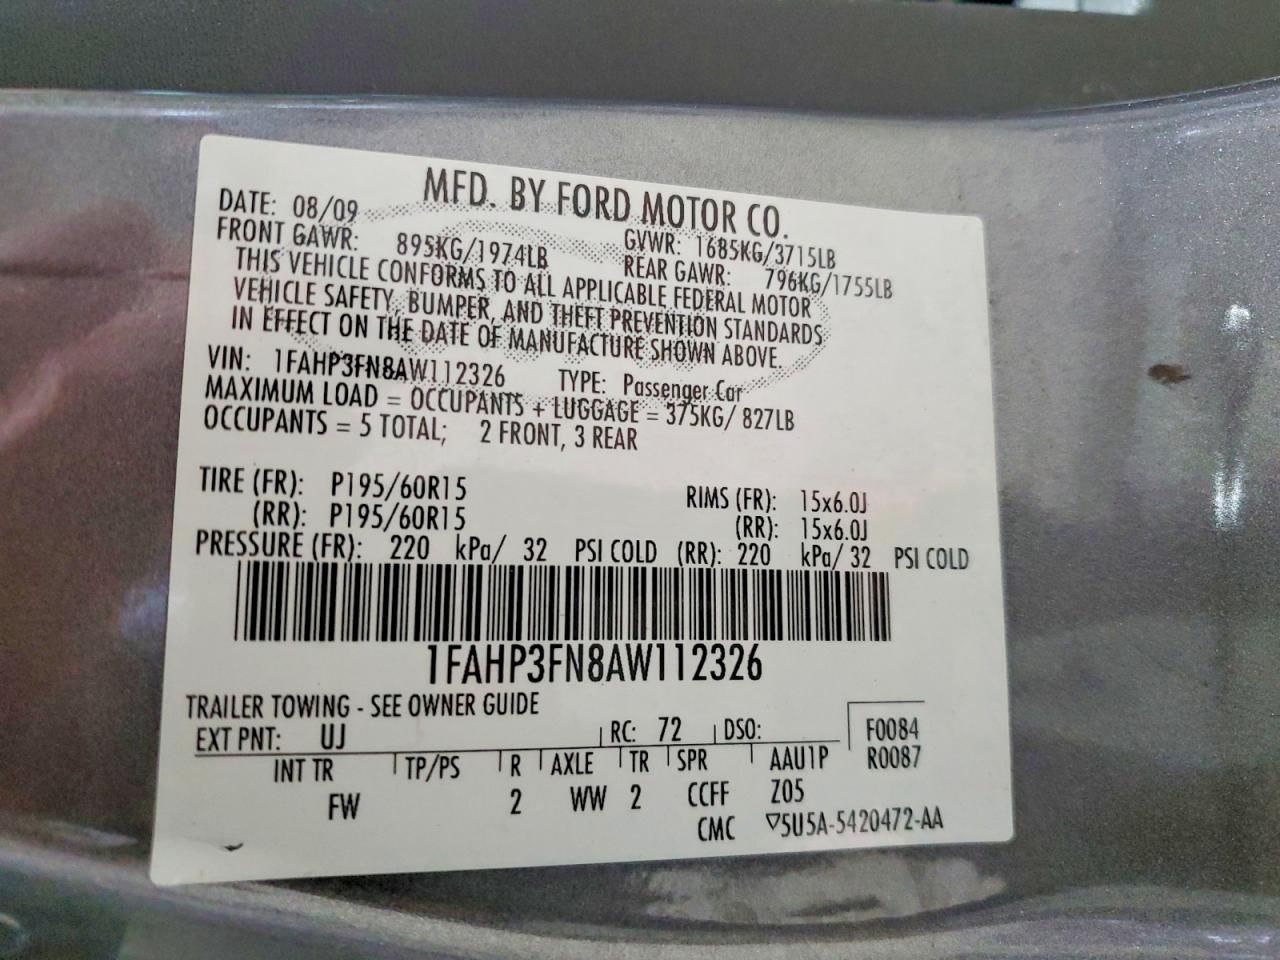 MFD. BY FORD MOTOR CO.
DATE: 08/09 GVWR: 1685KG/3715LB
FRONT GAWR: 895KG/1974LB REAR GAWR: 796KG/1755LB
THIS VEHICLE CONFORMS TO ALL APPLICABLE FEDERAL MOTOR
VEHICLE SAFETY, BUMPER, AND THEFT PREVENTION STANDARDS
IN EFFECT ON THE DATE OF MANUFACTURE SHOWN ABOVE.
VIN: 1FAHP3FN8AW112326 TYPE: Passenger Car
MAXIMUM LOAD = OCCUPANTS + LUGGAGE = 375KG/ 827LB
OCCUPANTS = 5 TOTAL; 2 FRONT, 3 REAR
TIRE (FR): P195/60R15 RIMS (FR): 15x6.0J
(RR): P195/60R15 (RR): 15x6.0J
PRESSURE (FR): 220 kPa/ 32 PSI COLD (RR): 220 kPa/ 32 PSI COLD
1FAHP3FN8AW112326
TRAILER TOWING - SEE OWNER GUIDE
EXT PNT: UJ RC: 72 DSO: F0084
INT TR TP/PS R AXLE TR SPR AAU1P R0087
FW 2 WW 2 CCFF Z05
CMC ▽5U5A-5420472-AA